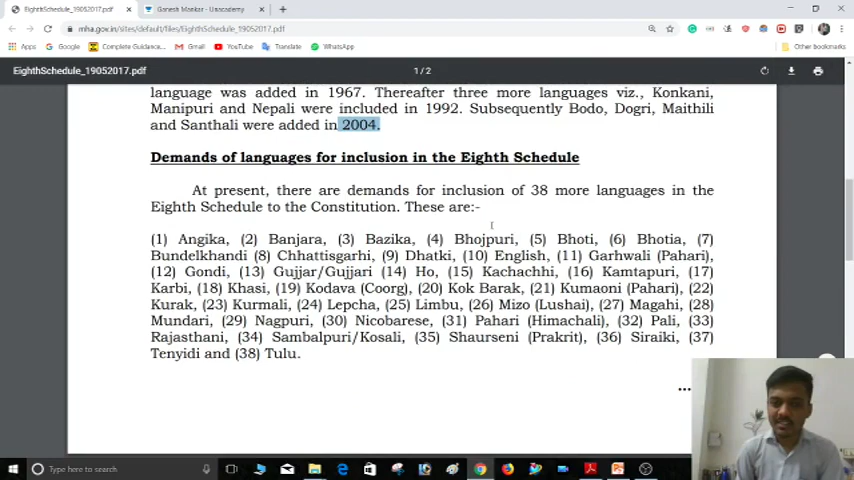 EighthSchedule_19052017.pdf
Ganesh Mankar - Unacademy
mha.gov.in/sites/default/files/EighthSchedule_19052017.pdf
Apps Google Complete Guidance... Gmail YouTube Translate WhatsApp Other bookmarks
EighthSchedule_19052017.pdf 1/2
language was added in 1967. Thereafter three more languages viz., Konkani,
Manipuri and Nepali were included in 1992. Subsequently Bodo, Dogri, Maithili
and Santhali were added in 2004.
Demands of languages for inclusion in the Eighth Schedule
At present, there are demands for inclusion of 38 more languages in the
Eighth Schedule to the Constitution. These are:-
(1) Angika, (2) Banjara, (3) Bazika, (4) Bhojpuri, (5) Bhoti, (6) Bhotia, (7)
Bundelkhandi (8) Chhattisgarhi, (9) Dhatki, (10) English, (11) Garhwali (Pahari),
(12) Gondi, (13) Gujjar/Gujjari (14) Ho, (15) Kachachhi, (16) Kamtapuri, (17)
Karbi, (18) Khasi, (19) Kodava (Coorg), (20) Kok Barak, (21) Kumaoni (Pahari), (22)
Kurak, (23) Kurmali, (24) Lepcha, (25) Limbu, (26) Mizo (Lushai), (27) Magahi, (28)
Mundari, (29) Nagpuri, (30) Nicobarese, (31) Pahari (Himachali), (32) Pali, (33)
Rajasthani, (34) Sambalpuri/Kosali, (35) Shaurseni (Prakrit), (36) Siraiki, (37)
Tenyidi and (38) Tulu.
...
Type here to search